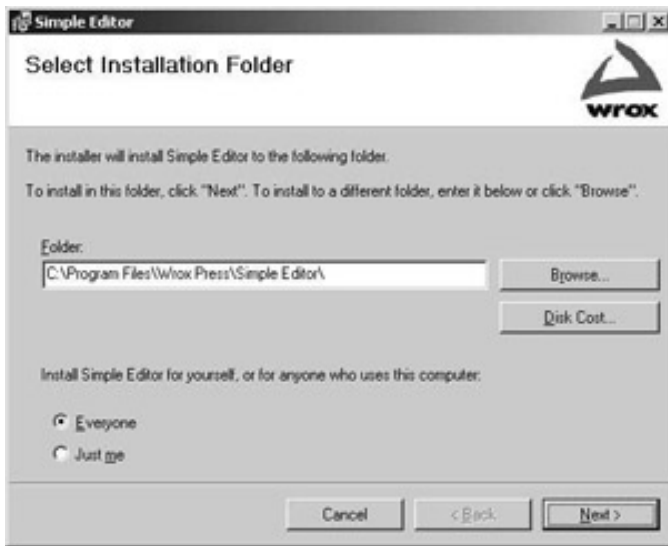 Simple Editor
Select Installation Folder
wrox
The installer will install Simple Editor to the following folder.
To install in this folder, click "Next". To install to a different folder, enter it below or click "Browse".
Folder:
C:\Program Files\Wrox Press\Simple Editor\
Browse...
Disk Cost...
Install Simple Editor for yourself, or for anyone who uses this computer:
Everyone
Just me
Cancel
< Back
Next >